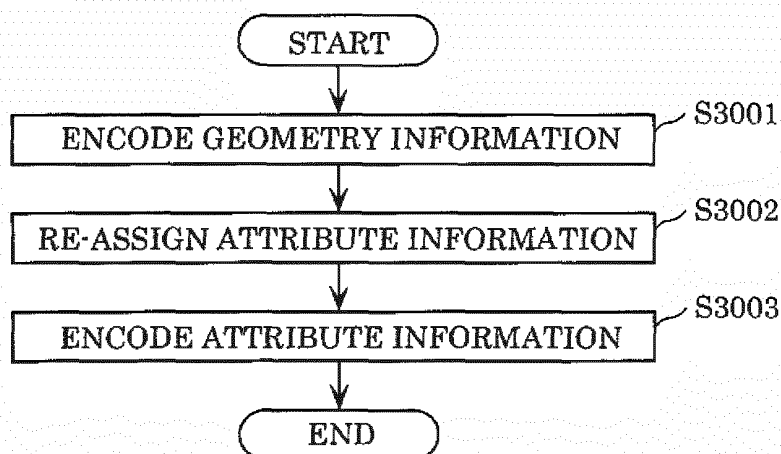 START
ENCODE GEOMETRY INFORMATION
S3001
RE-ASSIGN ATTRIBUTE INFORMATION
S3002
ENCODE ATTRIBUTE INFORMATION
S3003
END